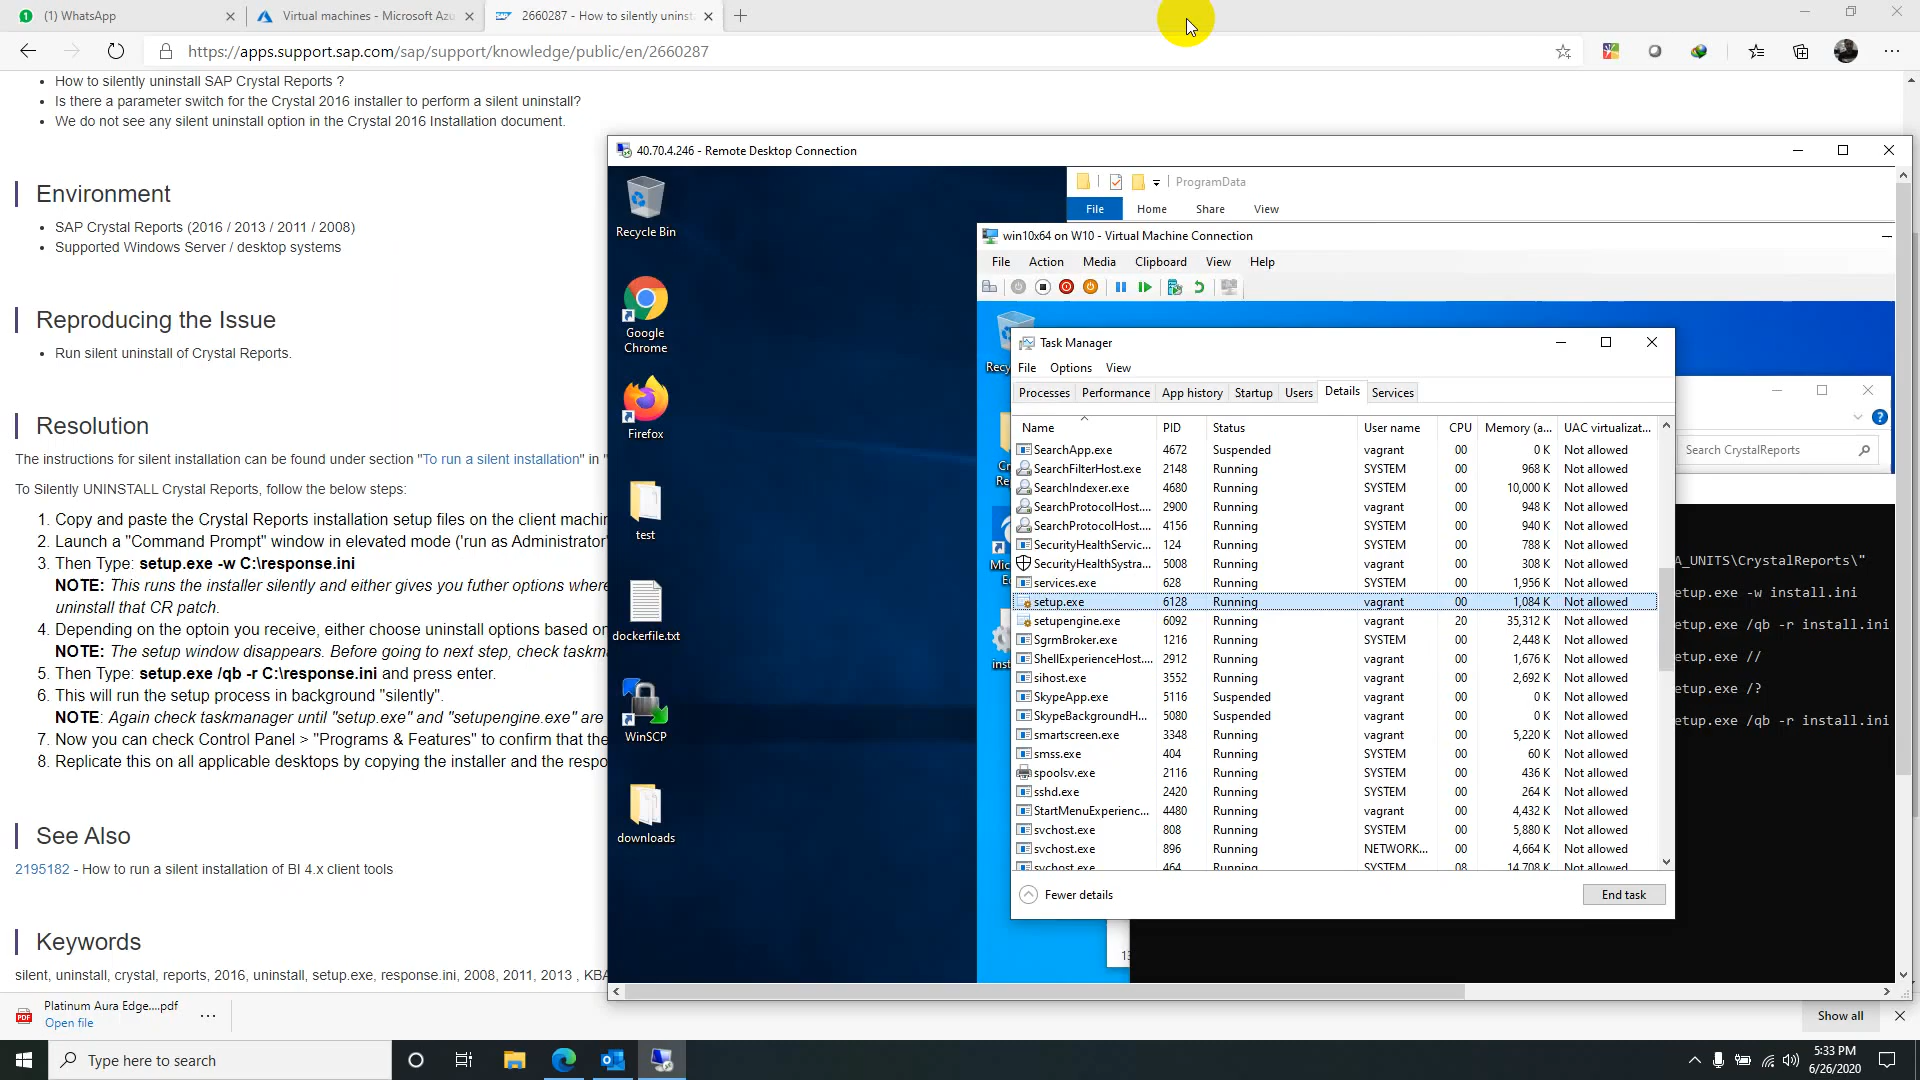 (1) WhatsApp
Virtual machines - Microsoft Azu
2660287 - How to silently uninst
https://apps.support.sap.com/sap/support/knowledge/public/en/2660287
How to silently uninstall SAP Crystal Reports ?
Is there a parameter switch for the Crystal 2016 installer to perform a silent uninstall?
We do not see any silent uninstall option in the Crystal 2016 Installation document.
Environment
SAP Crystal Reports (2016 / 2013 / 2011 / 2008)
Supported Windows Server / desktop systems
Reproducing the Issue
Run silent uninstall of Crystal Reports.
Resolution
The instructions for silent installation can be found under section "To run a silent installation" in "
To Silently UNINSTALL Crystal Reports, follow the below steps:
1. Copy and paste the Crystal Reports installation setup files on the client machin
2. Launch a "Command Prompt" window in elevated mode ('run as Administrator'
3. Then Type: setup.exe -w C:\response.ini
NOTE: This runs the installer silently and either gives you futher options where
uninstall that CR patch.
4. Depending on the optoin you receive, either choose uninstall options based on
NOTE: The setup window disappears. Before going to next step, check taskm
5. Then Type: setup.exe /qb -r C:\response.ini and press enter.
6. This will run the setup process in background "silently".
NOTE: Again check taskmanager until "setup.exe" and "setupengine.exe" are
7. Now you can check Control Panel > "Programs & Features" to confirm that the
8. Replicate this on all applicable desktops by copying the installer and the respo
See Also
2195182 - How to run a silent installation of BI 4.x client tools
Keywords
silent, uninstall, crystal, reports, 2016, uninstall, setup.exe, response.ini, 2008, 2011, 2013 , KBA
40.70.4.246 - Remote Desktop Connection
Recycle Bin
Google
Chrome
Firefox
test
dockerfile.txt
WinSCP
downloads
ProgramData
File Home Share View
win10x64 on W10 - Virtual Machine Connection
File Action Media Clipboard View Help
Recy
Cr
Re
Mic
E
inst
Task Manager
File Options View
Processes Performance App history Startup Users Details Services
Name PID Status User name CPU Memory (a... UAC virtualizat...
SearchApp.exe 4672 Suspended vagrant 00 0 K Not allowed
SearchFilterHost.exe 2148 Running SYSTEM 00 968 K Not allowed
SearchIndexer.exe 4680 Running SYSTEM 00 10,000 K Not allowed
SearchProtocolHost.... 2900 Running vagrant 00 948 K Not allowed
SearchProtocolHost.... 4156 Running SYSTEM 00 940 K Not allowed
SecurityHealthServic... 124 Running SYSTEM 00 788 K Not allowed
SecurityHealthSystra... 5008 Running vagrant 00 308 K Not allowed
services.exe 628 Running SYSTEM 00 1,956 K Not allowed
setup.exe 6128 Running vagrant 00 1,084 K Not allowed
setupengine.exe 6092 Running vagrant 20 35,312 K Not allowed
SgrmBroker.exe 1216 Running SYSTEM 00 2,448 K Not allowed
ShellExperienceHost.... 2912 Running vagrant 00 1,676 K Not allowed
sihost.exe 3552 Running vagrant 00 2,692 K Not allowed
SkypeApp.exe 5116 Suspended vagrant 00 0 K Not allowed
SkypeBackgroundH... 5080 Suspended vagrant 00 0 K Not allowed
smartscreen.exe 3348 Running vagrant 00 5,220 K Not allowed
smss.exe 404 Running SYSTEM 00 60 K Not allowed
spoolsv.exe 2116 Running SYSTEM 00 436 K Not allowed
sshd.exe 2420 Running SYSTEM 00 264 K Not allowed
StartMenuExperienc... 4480 Running vagrant 00 4,432 K Not allowed
svchost.exe 808 Running SYSTEM 00 5,880 K Not allowed
svchost.exe 896 Running NETWORK... 00 4,664 K Not allowed
svchost.exe 464 Running SYSTEM 08 14,708 K Not allowed
Fewer details
End task
Search CrystalReports
A_UNITS\CrystalReports\"
etup.exe -w install.ini
etup.exe /qb -r install.ini
etup.exe //
etup.exe /?
etup.exe /qb -r install.ini
13
Platinum Aura Edge....pdf
Open file
Show all
Type here to search
5:33 PM
6/26/2020